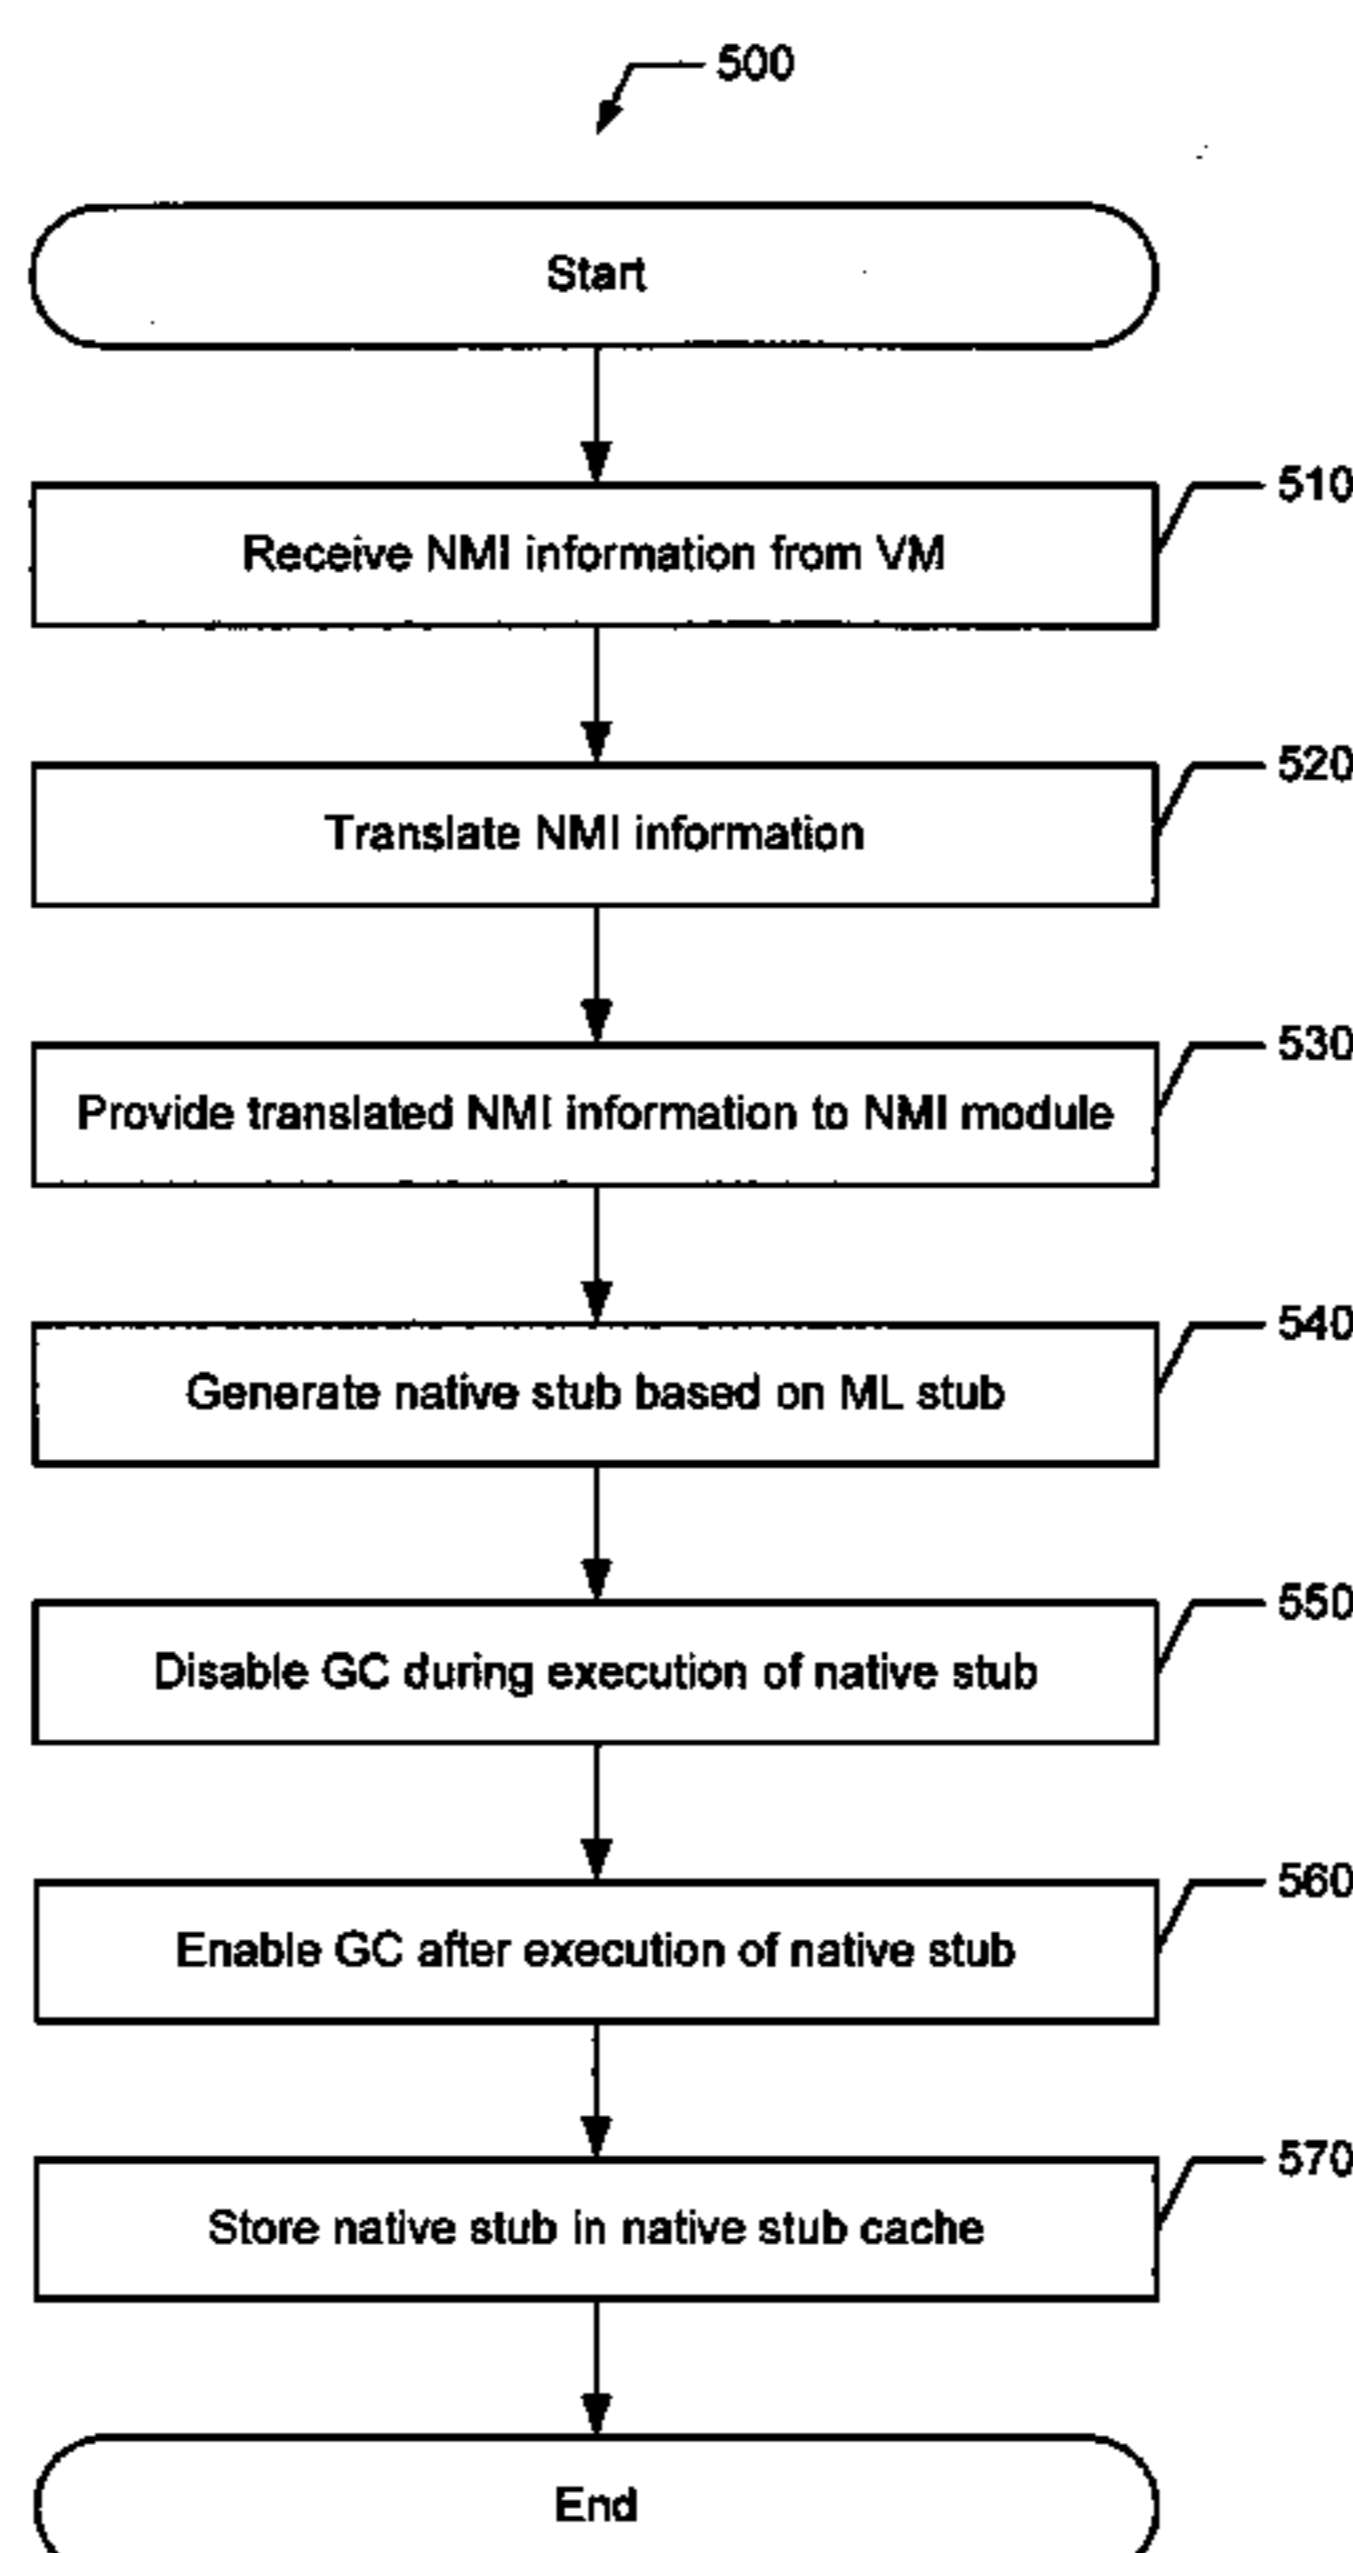 500
Start
510
Receive NMI information from VM
520
Translate NMI information
530
Provide translated NMI information to NMI module
540
Generate native stub based on ML stub
550
Disable GC during execution of native stub
560
Enable GC after execution of native stub
570
Store native stub in native stub cache
End